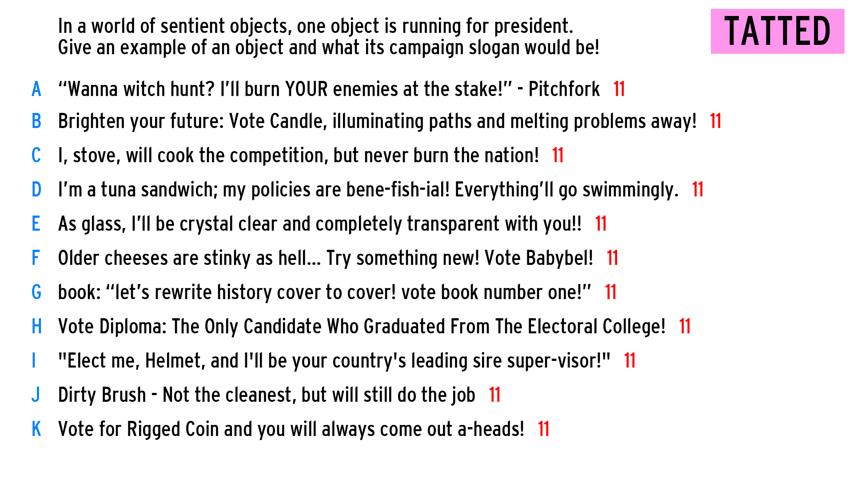 In a world of sentient objects, one object is running for president.
Give an example of an object and what its campaign slogan would be!
TATTED
A “Wanna witch hunt? I’ll burn YOUR enemies at the stake!” - Pitchfork 11
B Brighten your future: Vote Candle, illuminating paths and melting problems away! 11
C I, stove, will cook the competition, but never burn the nation! 11
D I’m a tuna sandwich; my policies are bene-fish-ial! Everything’ll go swimmingly. 11
E As glass, I’ll be crystal clear and completely transparent with you!! 11
F Older cheeses are stinky as hell... Try something new! Vote Babybel! 11
G book: “let’s rewrite history cover to cover! vote book number one!” 11
H Vote Diploma: The Only Candidate Who Graduated From The Electoral College! 11
I "Elect me, Helmet, and I'll be your country's leading sire super-visor!" 11
J Dirty Brush - Not the cleanest, but will still do the job 11
K Vote for Rigged Coin and you will always come out a-heads! 11